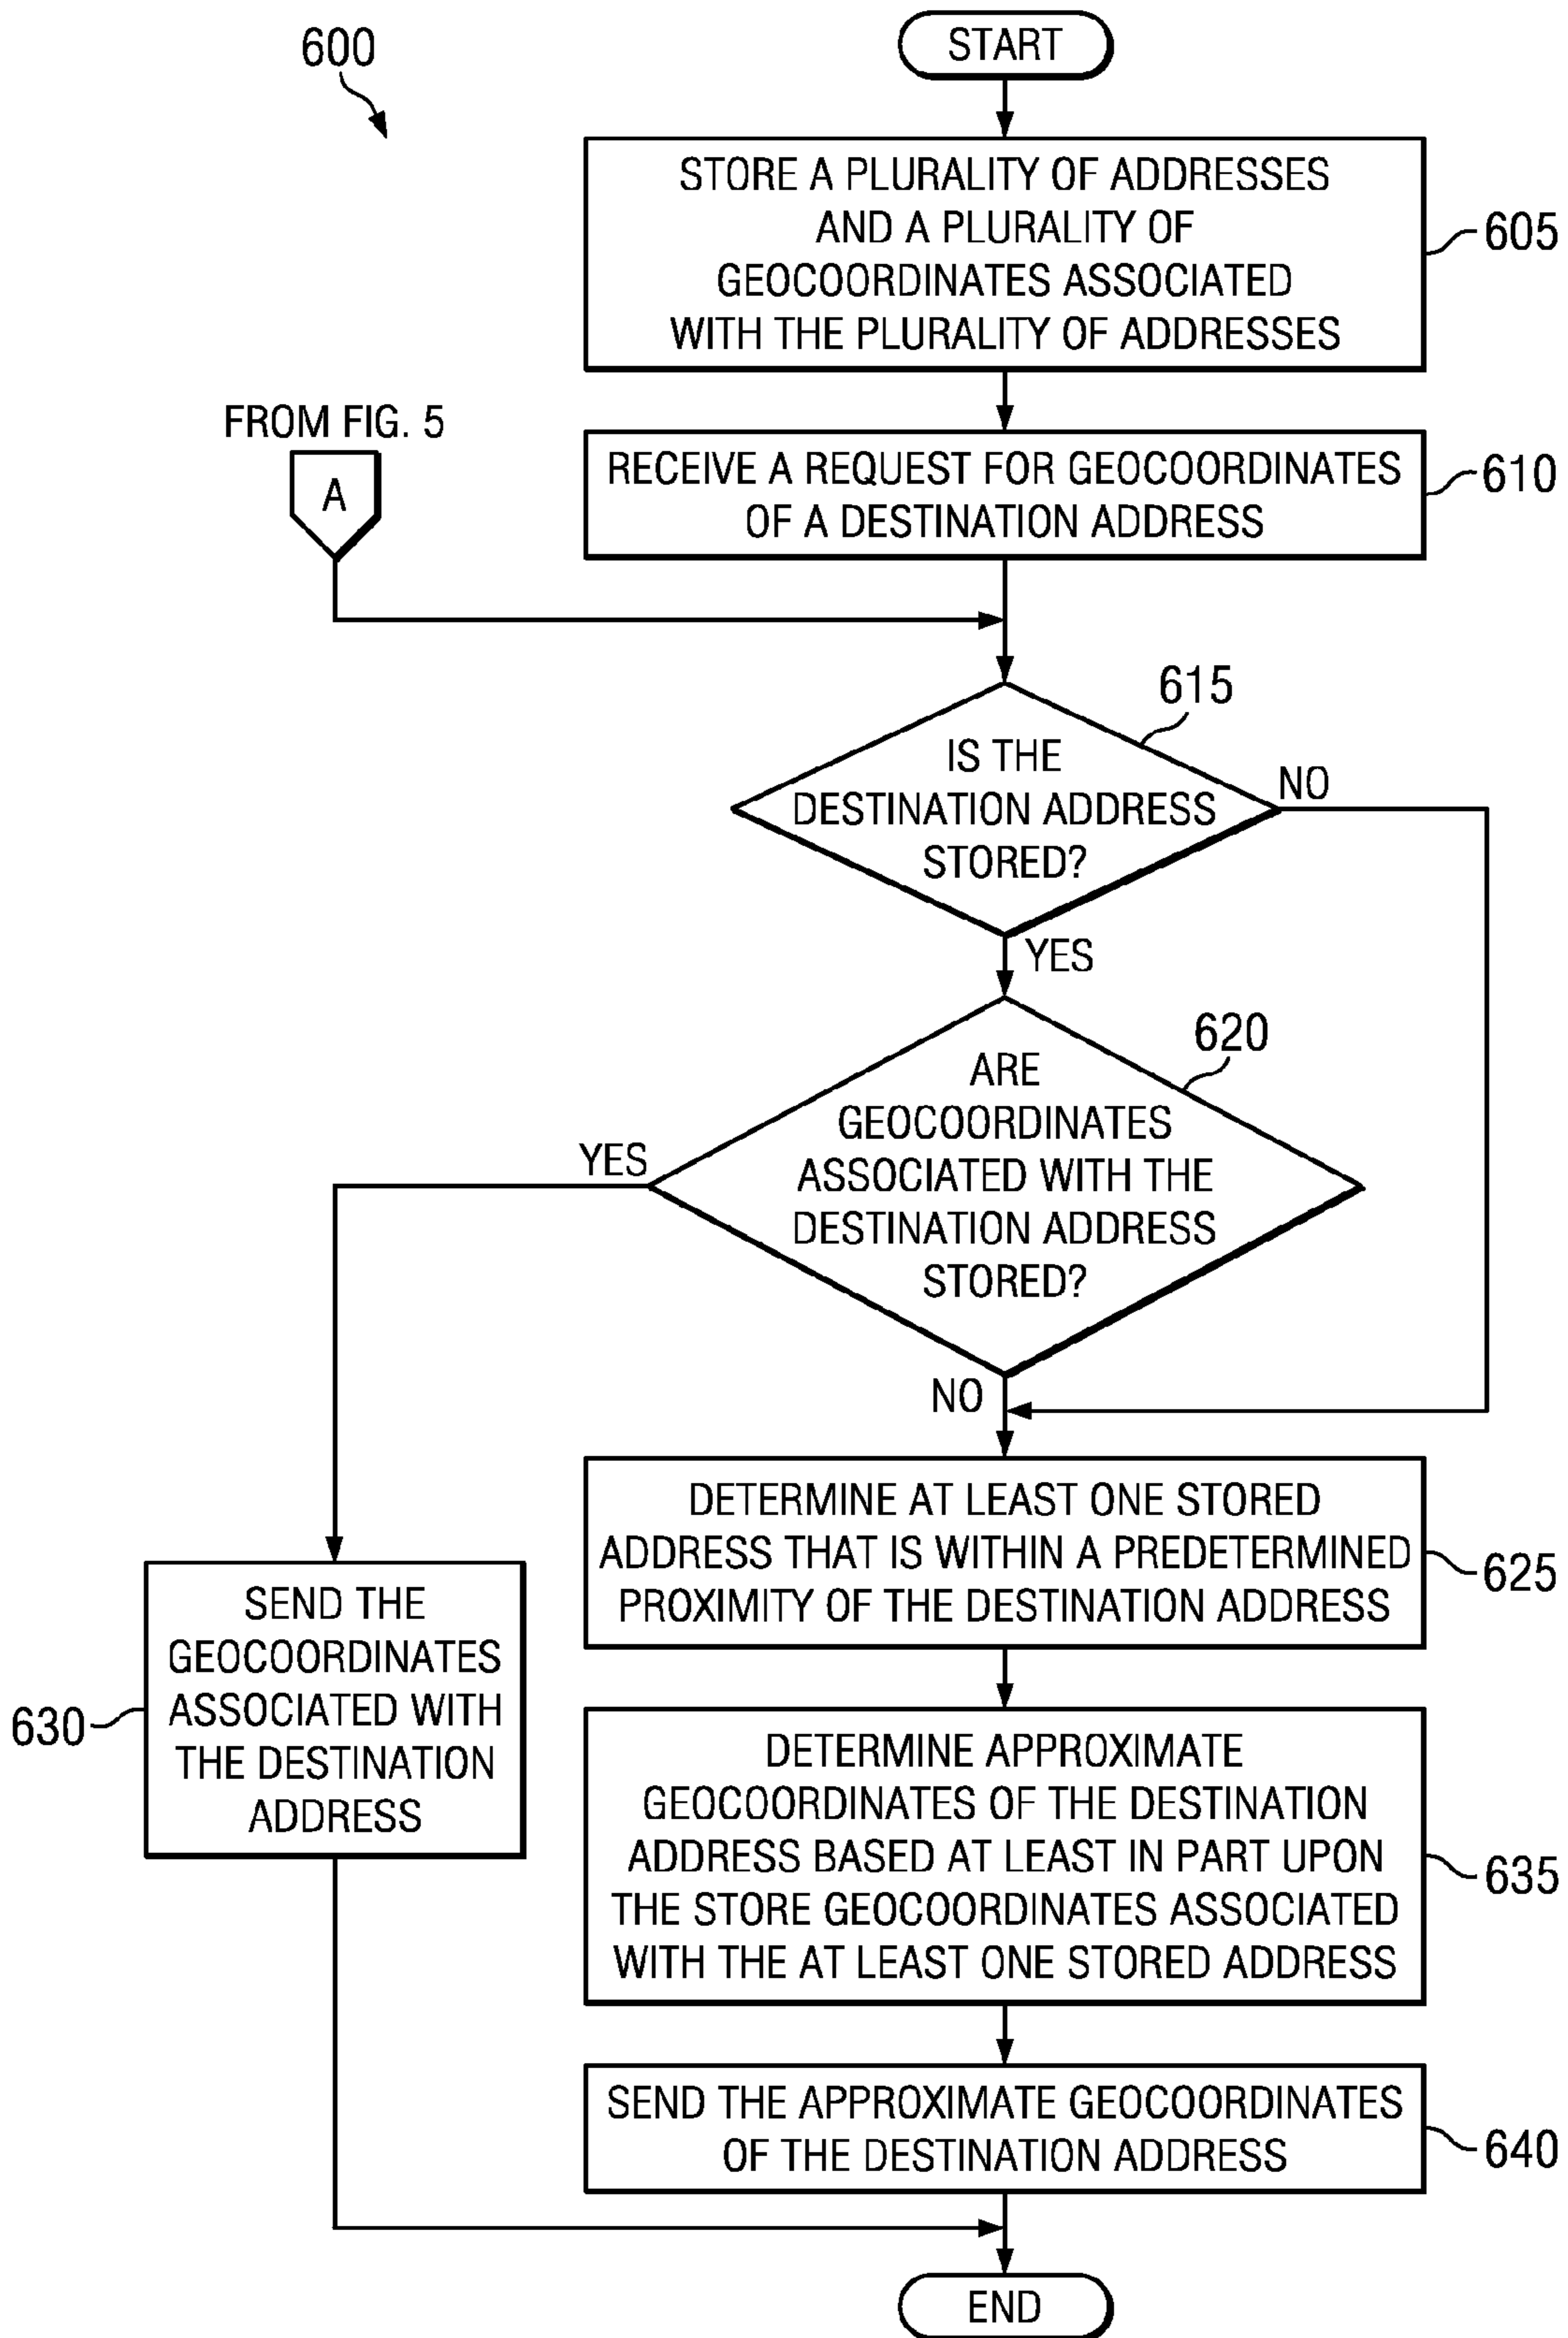 600
START
STORE A PLURALITY OF ADDRESSES
AND A PLURALITY OF
GEOCOORDINATES ASSOCIATED
WITH THE PLURALITY OF ADDRESSES
605
FROM FIG. 5
A
RECEIVE A REQUEST FOR GEOCOORDINATES
OF A DESTINATION ADDRESS
610
615
IS THE
DESTINATION ADDRESS
STORED?
NO
YES
620
ARE
GEOCOORDINATES
ASSOCIATED WITH THE
DESTINATION ADDRESS
STORED?
YES
NO
DETERMINE AT LEAST ONE STORED
ADDRESS THAT IS WITHIN A PREDETERMINED
PROXIMITY OF THE DESTINATION ADDRESS
625
SEND THE
GEOCOORDINATES
ASSOCIATED WITH
THE DESTINATION
ADDRESS
630
DETERMINE APPROXIMATE
GEOCOORDINATES OF THE DESTINATION
ADDRESS BASED AT LEAST IN PART UPON
THE STORE GEOCOORDINATES ASSOCIATED
WITH THE AT LEAST ONE STORED ADDRESS
635
SEND THE APPROXIMATE GEOCOORDINATES
OF THE DESTINATION ADDRESS
640
END